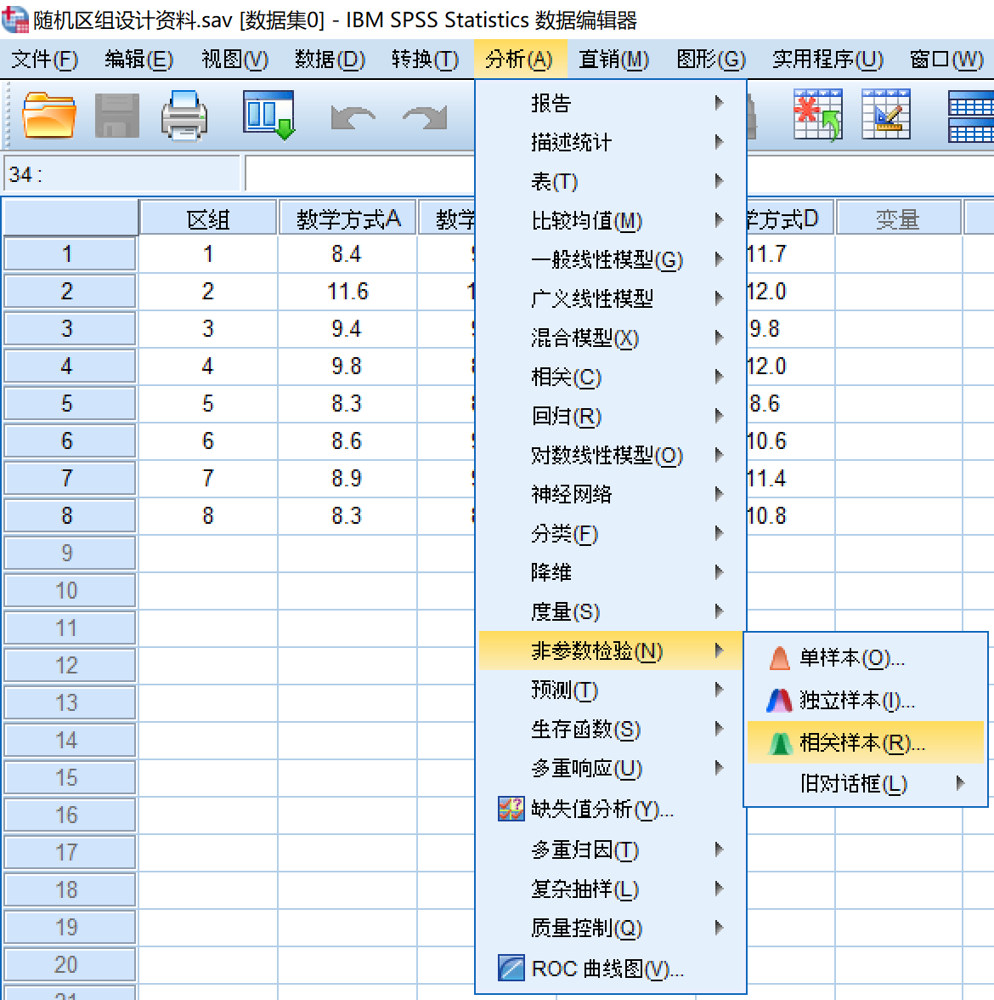 随机区组设计资料.sav [数据集0] - IBM SPSS Statistics 数据编辑器
文件(F) 编辑(E) 视图(V) 数据(D) 转换(T) 分析(A) 直销(M) 图形(G) 实用程序(U) 窗口(W)
34 :
区组 教学方式A 教学 学方式D 变量
1 1 8.4 11.7
2 2 11.6 12.0
3 3 9.4 9.8
4 4 9.8 12.0
5 5 8.3 8.6
6 6 8.6 10.6
7 7 8.9 11.4
8 8 8.3 10.8
9
10
11
12
13
14
15
16
17
18
19
20
21
报告
描述统计
表(T)
比较均值(M)
一般线性模型(G)
广义线性模型
混合模型(X)
相关(C)
回归(R)
对数线性模型(O)
神经网络
分类(F)
降维
度量(S)
非参数检验(N)
预测(T)
生存函数(S)
多重响应(U)
缺失值分析(Y)...
多重归因(T)
复杂抽样(L)
质量控制(Q)
ROC 曲线图(V)...
单样本(O)...
独立样本(I)...
相关样本(R)...
旧对话框(L)